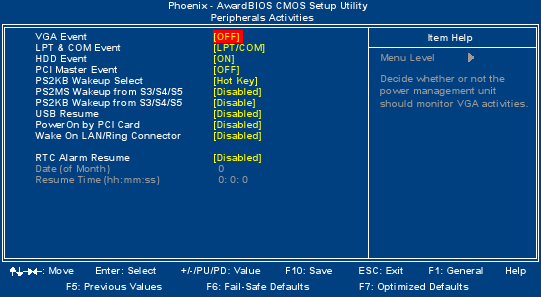 Phoenix - AwardBIOS CMOS Setup Utility
Peripherals Activities
VGA Event [OFF]
LPT & COM Event [LPT/COM]
HDD Event [ON]
PCI Master Event [OFF]
PS2KB Wakeup Select [Hot Key]
PS2MS Wakeup from S3/S4/S5 [Disabled]
PS2KB Wakeup from S3/S4/S5 [Disable]
USB Resume [Disabled]
PowerOn by PCI Card [Disabled]
Wake On LAN/Ring Connector [Disabled]
RTC Alarm Resume [Disabled]
Date (of Month) 0
Resume Time (hh:mm:ss) 0: 0: 0
Item Help
Menu Level
Decide whether or not the
power management unit
should monitor VGA activities.
: Move Enter: Select +/-/PU/PD: Value F10: Save ESC: Exit F1: General Help
F5: Previous Values F6: Fail-Safe Defaults F7: Optimized Defaults